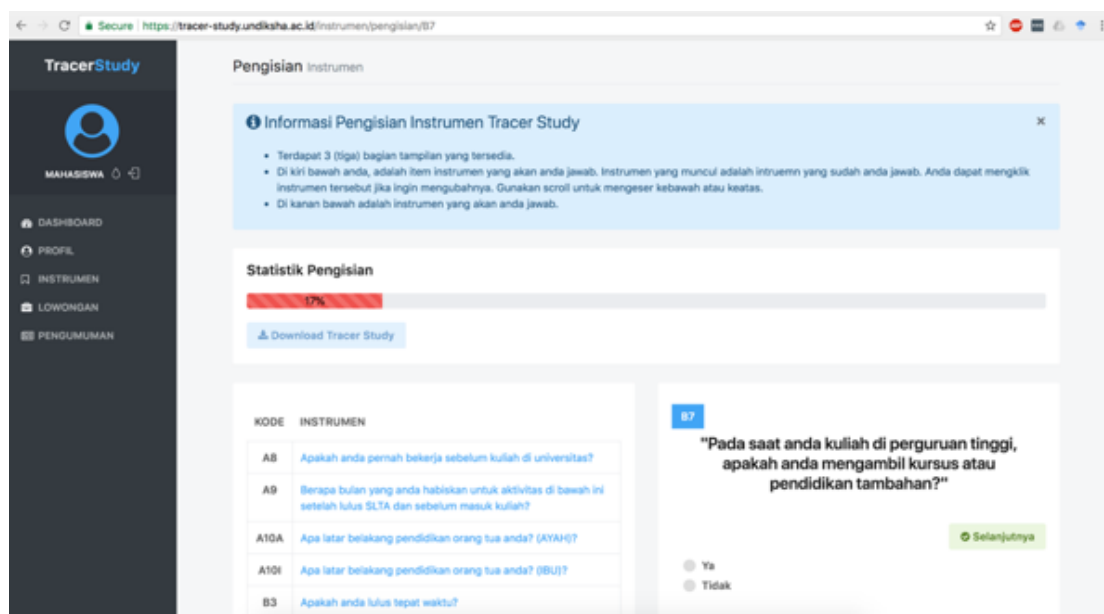 Secure https://tracer-study.undiksha.ac.id/instrumen/pengisian/B7
TracerStudy
MAHASISWA
DASHBOARD
PROFIL
INSTRUMEN
LOWONGAN
PENGUMUMAN
Pengisian Instrumen
Informasi Pengisian Instrumen Tracer Study
×
• Terdapat 3 (tiga) bagian tampilan yang tersedia.
• Di kiri bawah anda, adalah item instrumen yang akan anda jawab. Instrumen yang muncul adalah intruemn yang sudah anda jawab. Anda dapat mengklik
instrumen tersebut jika ingin mengubahnya. Gunakan scroll untuk mengeser kebawah atau keatas.
• Di kanan bawah adalah instrumen yang akan anda jawab.
Statistik Pengisian
17%
Download Tracer Study
KODE INSTRUMEN
A8 Apakah anda pernah bekerja sebelum kuliah di universitas?
A9 Berapa bulan yang anda habiskan untuk aktivitas di bawah ini
setelah lulus SLTA dan sebelum masuk kuliah?
A10A Apa latar belakang pendidikan orang tua anda? (AYAH)?
A10I Apa latar belakang pendidikan orang tua anda? (IBU)?
B3 Apakah anda lulus tepat waktu?
B7
"Pada saat anda kuliah di perguruan tinggi,
apakah anda mengambil kursus atau
pendidikan tambahan?"
Selanjutnya
Ya
Tidak